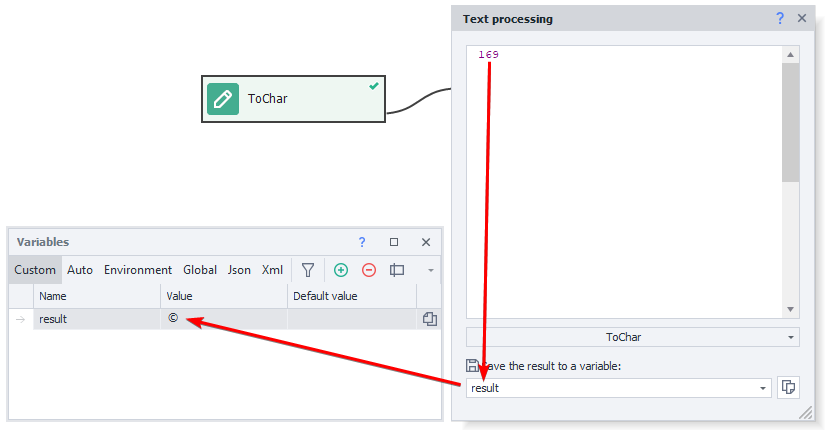 Text processing ? ×
169
ToChar
ToChar
Save the result to a variable:
result
Variables ? ×
Custom Auto Environment Global Json Xml
Name Value Default value
result ©